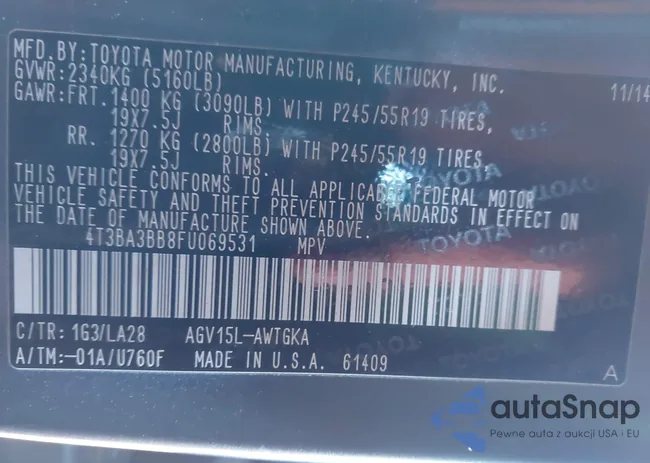 MFD.BY:TOYOTA MOTOR MANUFACTURING, KENTUCKY, INC.
GVWR:2340KG (5160LB) 11/14
GAWR:FRT. 1400 KG (3090LB) WITH P245/55R19 TIRES,
19X7.5J RIMS.
RR. 1270 KG (2800LB) WITH P245/55R19 TIRES,
19X7.5J RIMS.
THIS VEHICLE CONFORMS TO ALL APPLICABLE FEDERAL MOTOR
VEHICLE SAFETY AND THEFT PREVENTION STANDARDS IN EFFECT ON
THE DATE OF MANUFACTURE SHOWN ABOVE.
4T3BA3BB8FU069531 MPV
TOYOTA
TOYOTA
C/TR: 1G3/LA28 AGV15L-AWTGKA
A/TM:-01A/U760F MADE IN U.S.A. 61409
A
autaSnap
Pewne auta z aukcji USA i EU